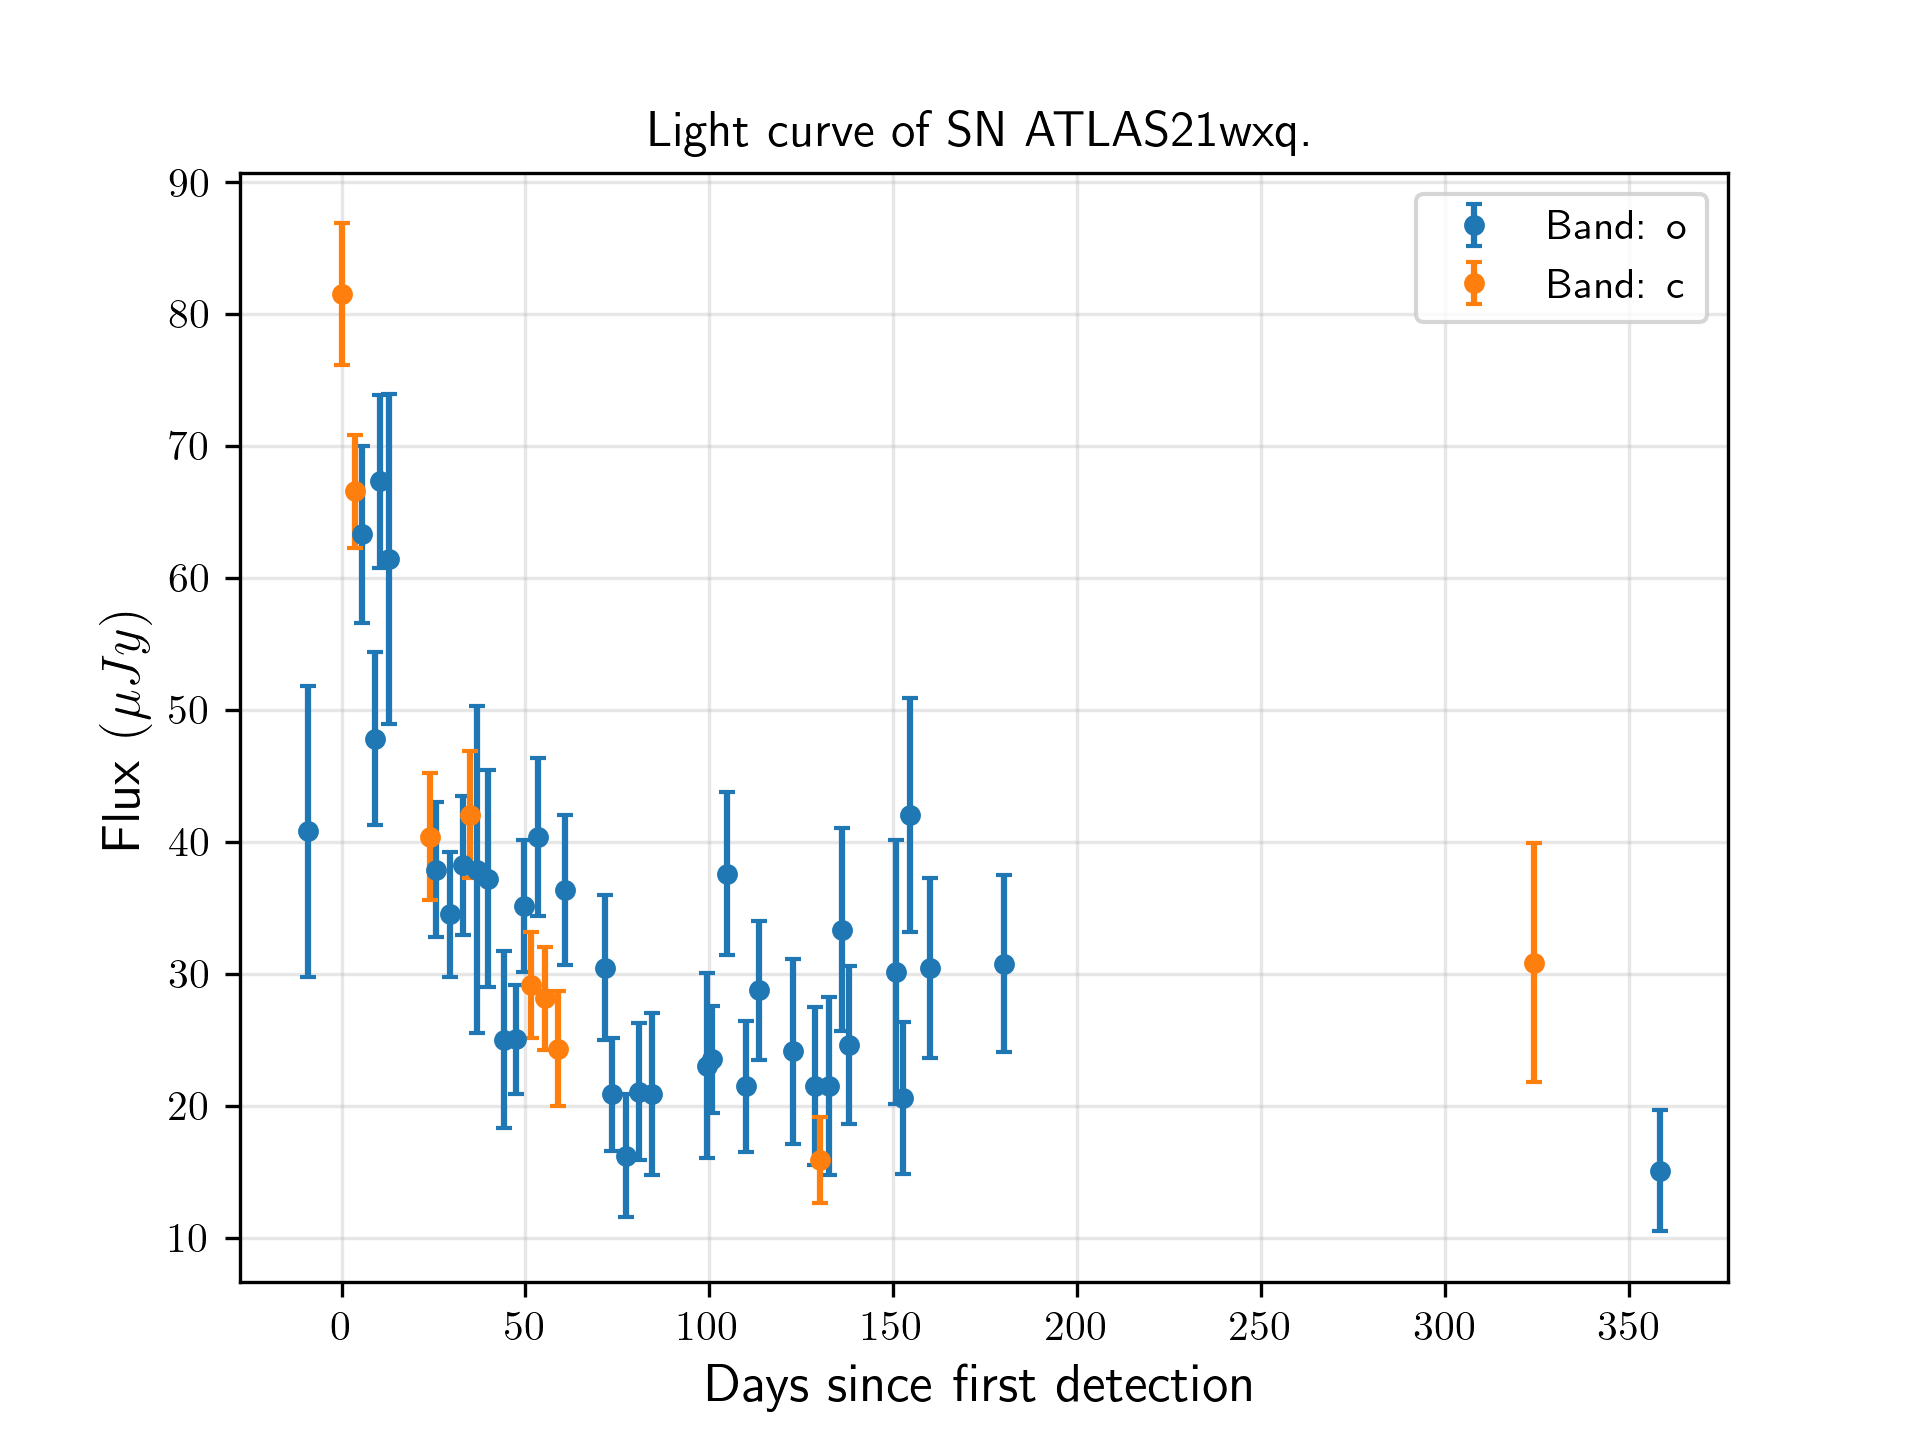 Light curve of SN ATLAS21wxq.
90
80
70
60
50
40
30
20
10
Flux (μJy)
Band: o
Band: c
0 50 100 150 200 250 300 350
Days since first detection